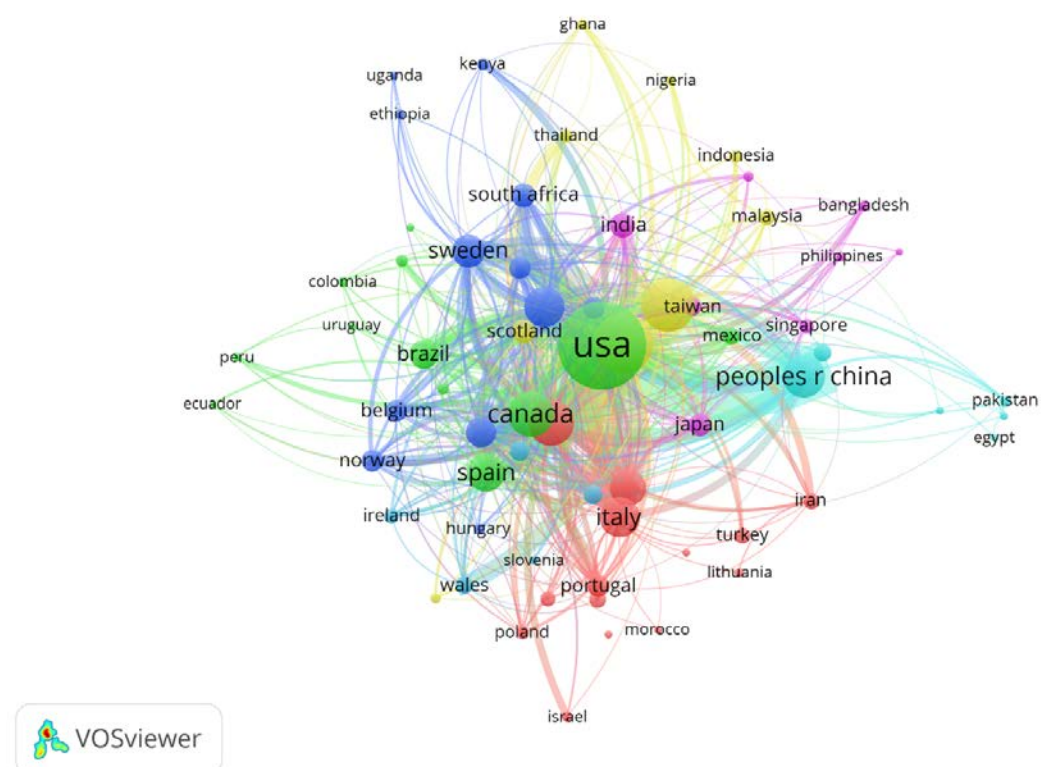 ghana
kenya
uganda
nigeria
ethiopia
thailand
indonesia
south africa
bangladesh
india
malaysia
sweden
philippines
colombia
taiwan
uruguay
scotland
singapore
mexico
usa
brazil
peru
peoples r china
ecuador
pakistan
belgium
canada
japan
egypt
norway
spain
iran
ireland
italy
hungary
turkey
slovenia
lithuania
wales
portugal
poland
morocco
israel
VOSviewer